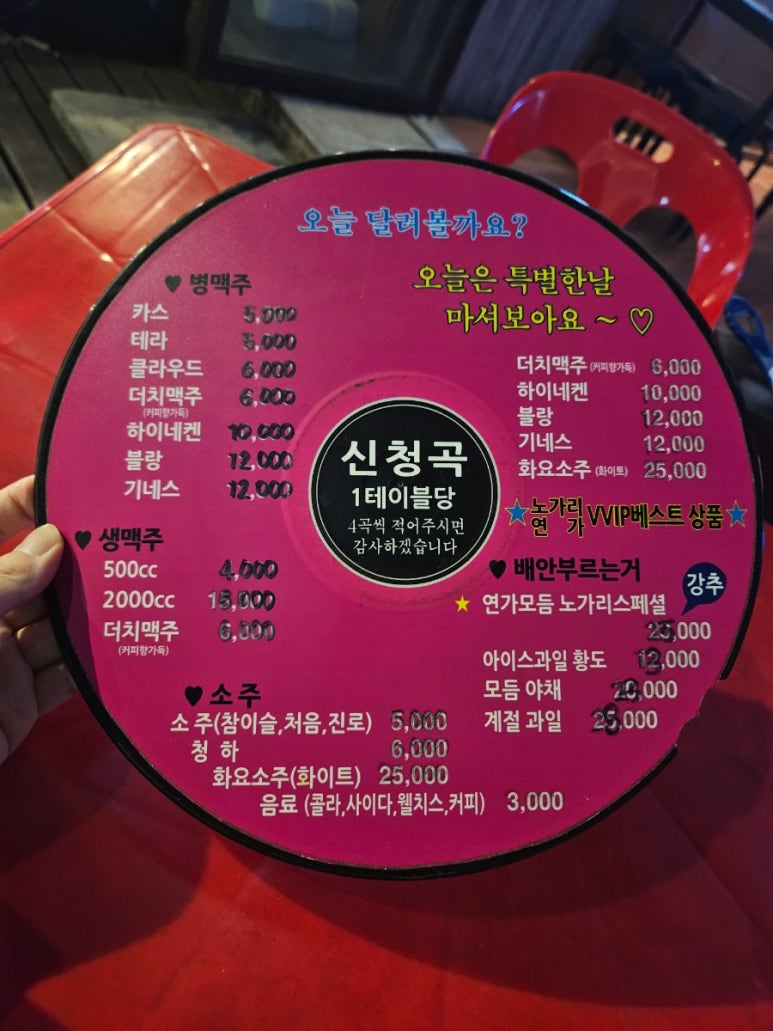 오늘 달려볼까요?
♥ 병맥주
카스 5,000
테라 5,000
클라우드 6,000
더치맥주 6,000
(커피향가득)
하이네켄 10,000
블랑 12,000
기네스 12,000
♥ 생맥주
500cc 4,000
2000cc 15,000
더치맥주 6,000
(커피향가득)
♥ 소주
소주(참이슬,처음,진로) 5,000
청하 6,000
화요소주(화이트) 25,000
음료 (콜라,사이다,웰치스,커피) 3,000
신청곡
1테이블당
4곡씩 적어주시면
감사하겠습니다
오늘은 특별한날
마셔보아요 ~ ♡
더치맥주 (커피향가득) 6,000
하이네켄 10,000
블랑 12,000
기네스 12,000
화요소주 (화이트) 25,000
★노가리 연가 VVIP베스트 상품★
♥ 배안부르는거
강추
★ 연가모듬 노가리스페셜
아이스과일 황도
모듬 야채
계절 과일